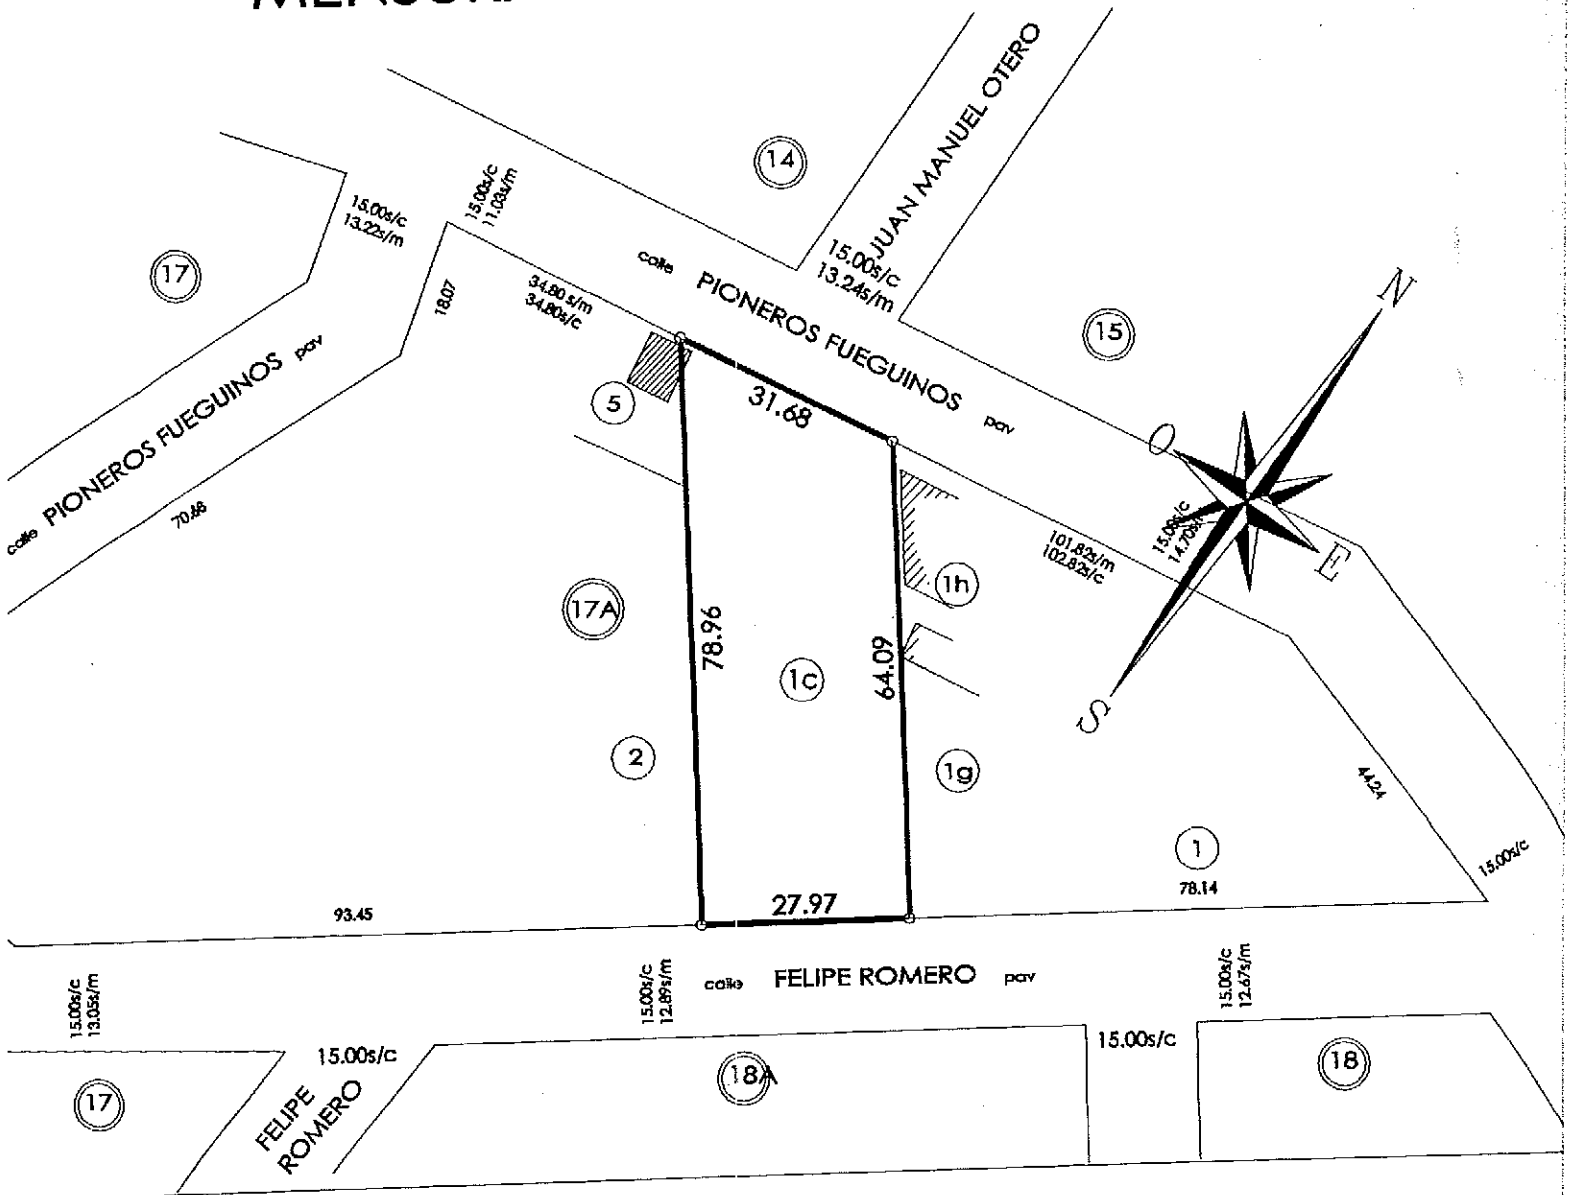 14
JUAN MANUEL OTERO
15.00s/c
11.03s/m
15.00s/c
13.22s/m
17
calle PIONEROS FUEGUINOS pav
15.00s/c
13.24s/m
34.80 s/m
34.80s/c
18.07
15
N
31.68
5
calle PIONEROS FUEGUINOS pav
70.68
O
15.00s/c
E
101.82s/m
102.82s/c
1h
17A
78.96
64.09
1c
S
2
1g
44.24
1
78.14
15.00s/c
93.45
27.97
15.00s/c
13.05s/m
15.00s/c
12.89s/m
calle FELIPE ROMERO pav
15.00s/c
12.67s/m
15.00s/c
15.00s/c
17
FELIPE
ROMERO
18A
18